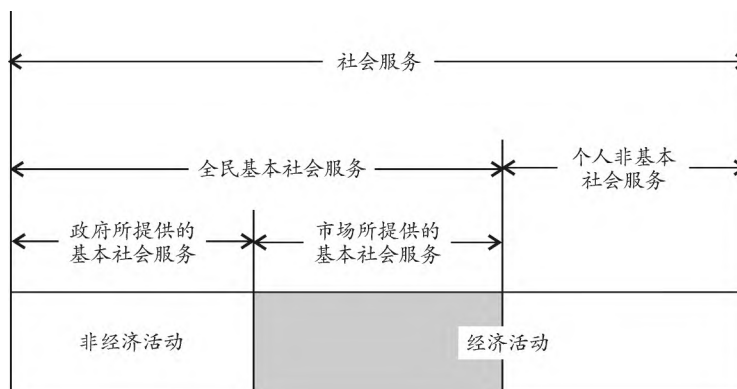 社会服务
全民基本社会服务
个人非基本
社会服务
政府所提供的
基本社会服务
市场所提供的
基本社会服务
非经济活动
经济活动